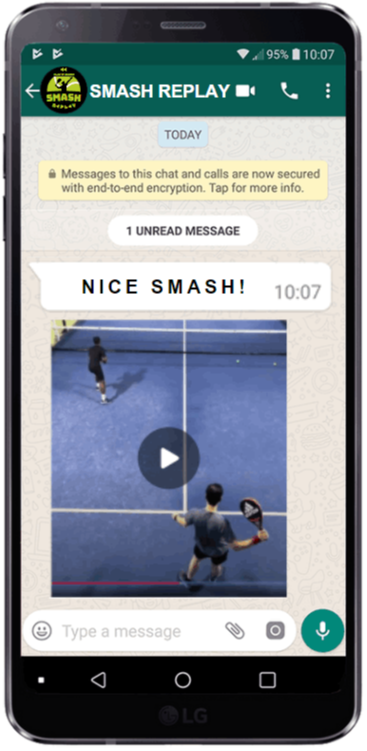 95% 10:07
SMASH
REPLAY
SMASH REPLAY
TODAY
Messages to this chat and calls are now secured
with end-to-end encryption. Tap for more info.
1 UNREAD MESSAGE
NICE SMASH!
10:07
Type a message
LG